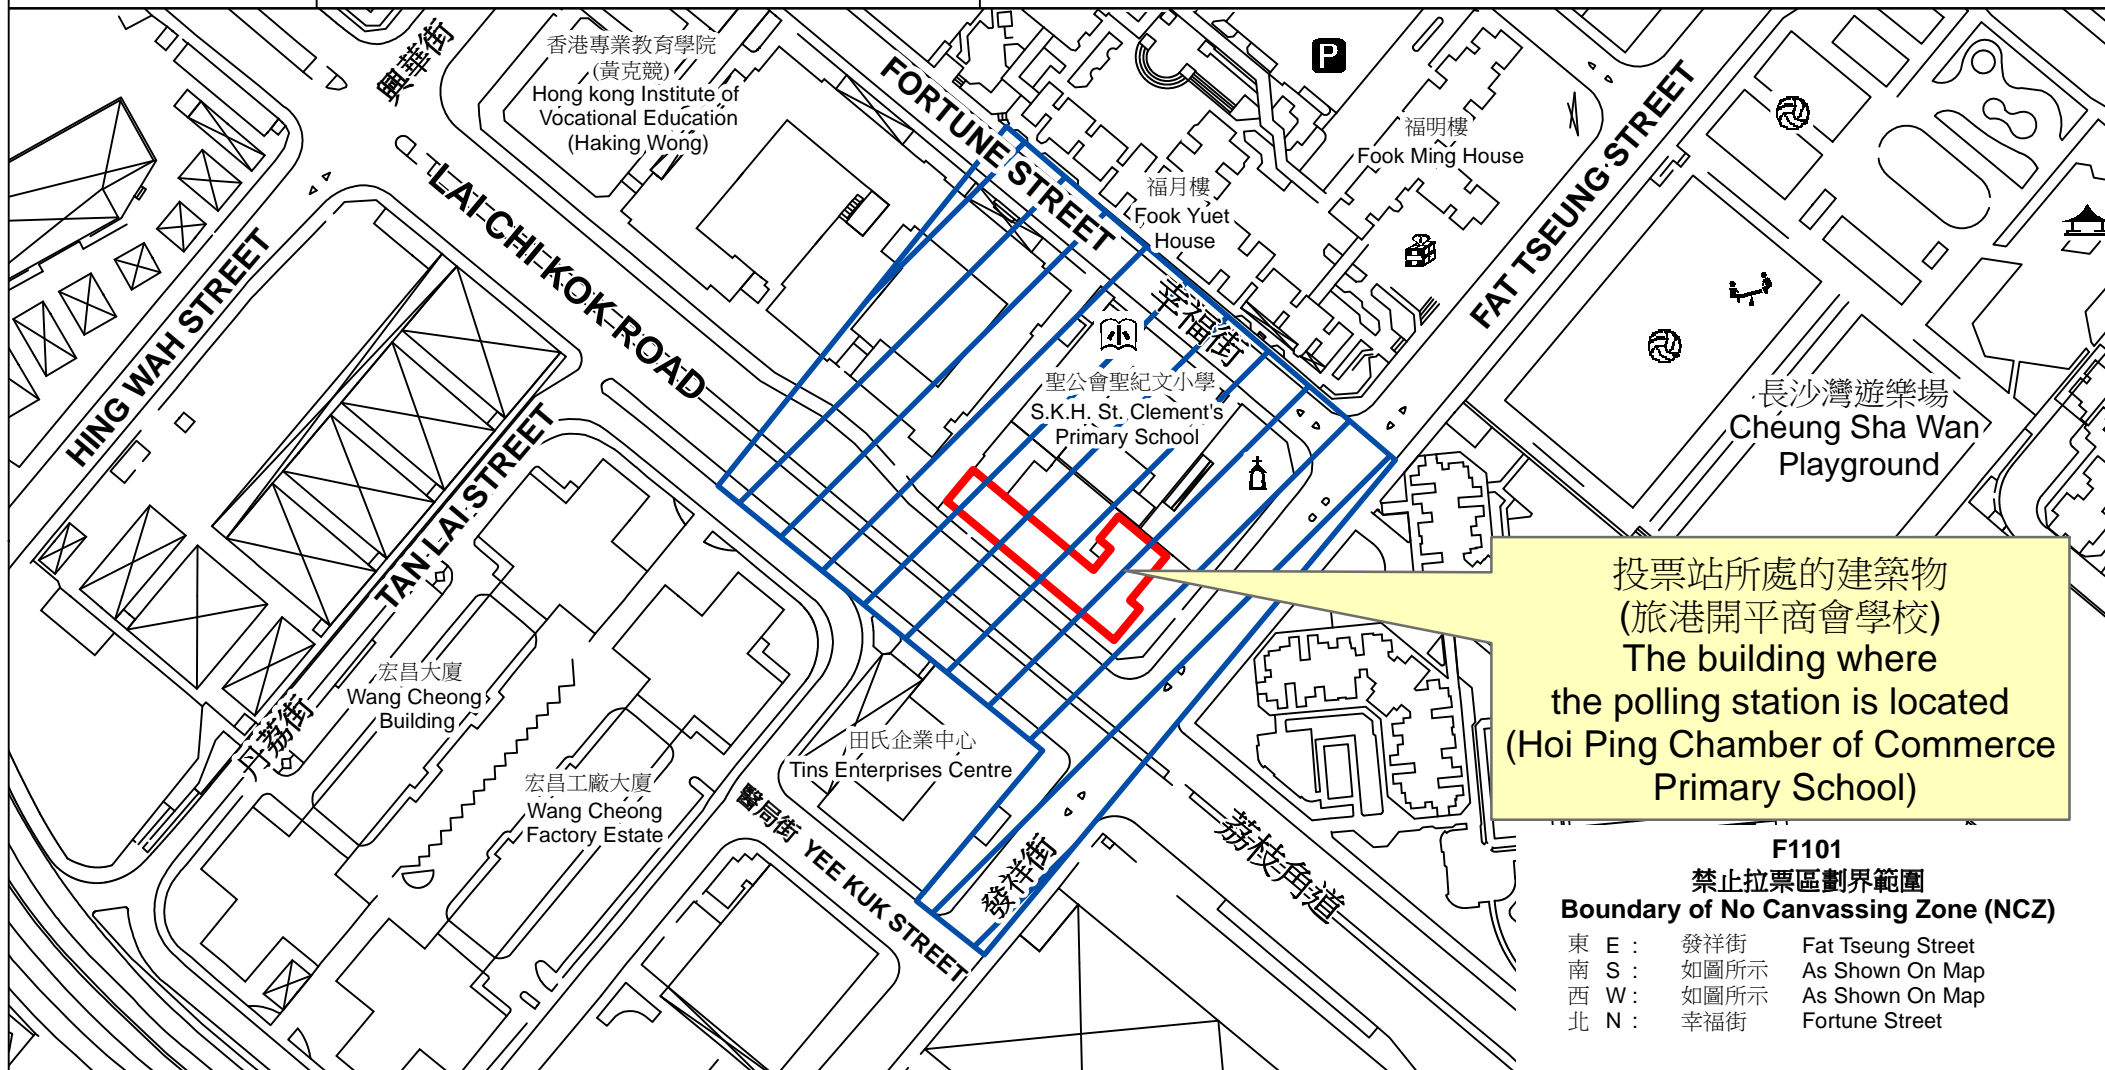 興華街
香港專業教育學院
(黃克競)
Hong kong Institute of
Vocational Education
(Haking Wong)
FORTUNE STREET
P
福明樓
Fook Ming House
FAT TSEUNG STREET
福月樓
Fook Yuet
House
LAI CHI KOK ROAD
HING WAH STREET
幸福街
小
聖公會聖紀文小學
S.K.H. St. Clement's
Primary School
長沙灣遊樂場
Cheung Sha Wan
Playground
TAN LAI STREET
投票站所處的建築物
(旅港開平商會學校)
The building where
the polling station is located
(Hoi Ping Chamber of Commerce
Primary School)
宏昌大廈
Wang Cheong
Building
丹荔街
田氏企業中心
Tins Enterprises Centre
宏昌工廠大廈
Wang Cheong
Factory Estate
醫局街 YEE KUK STREET
發祥街
荔枝角道
F1101
禁止拉票區劃界範圍
Boundary of No Canvassing Zone (NCZ)
東 E : 發祥街 Fat Tseung Street
南 S : 如圖所示 As Shown On Map
西 W : 如圖所示 As Shown On Map
北 N : 幸福街 Fortune Street